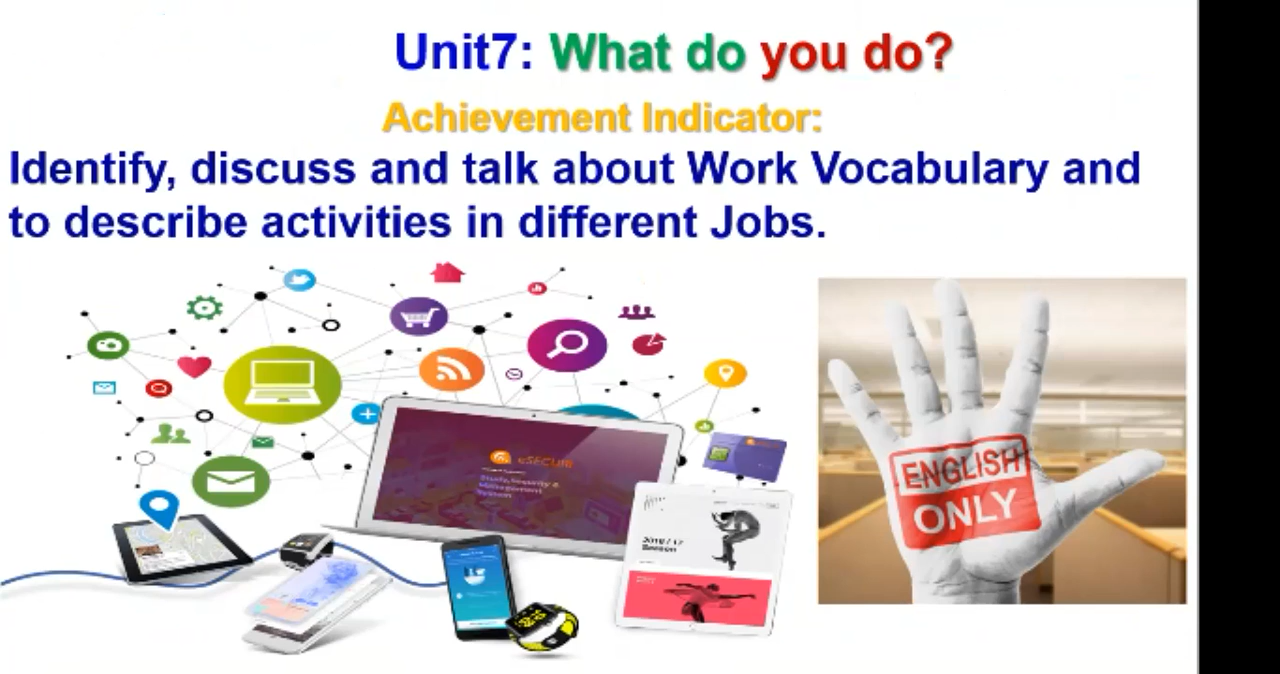 Unit7: What do you do?
Achievement Indicator:
Identify, discuss and talk about Work Vocabulary and
to describe activities in different Jobs.
ENGLISH
ONLY
Season